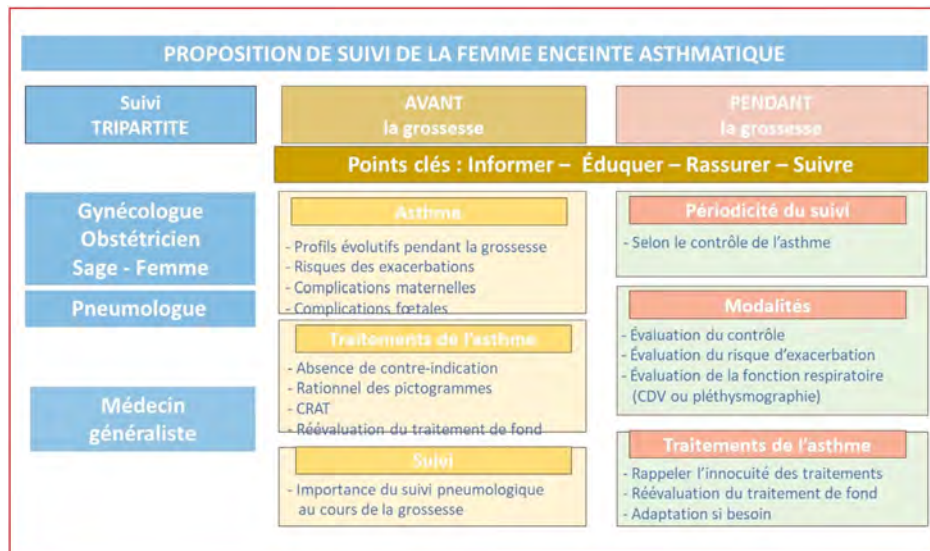 PROPOSITION DE SUIVI DE LA FEMME ENCEINTE ASTHMATIQUE
Suivi
TRIPARTITE
AVANT
la grossesse
PENDANT
la grossesse
Points clés : Informer – Éduquer – Rassurer – Suivre
Gynécologue
Obstétricien
Sage - Femme
Pneumologue
Médecin
généraliste
Asthme
- Profils évolutifs pendant la grossesse
- Risques des exacerbations
- Complications maternelles
- Complications fœtales
Traitements de l'asthme
- Absence de contre-indication
- Rationnel des pictogrammes
- CRAT
- Réévaluation du traitement de fond
Suivi
- Importance du suivi pneumologique
au cours de la grossesse
Périodicité du suivi
- Selon le contrôle de l'asthme
Modalités
- Évaluation du contrôle
- Évaluation du risque d'exacerbation
- Évaluation de la fonction respiratoire
(CDV ou pléthysmographie)
Traitements de l'asthme
- Rappeler l'innocuité des traitements
- Réévaluation du traitement de fond
- Adaptation si besoin